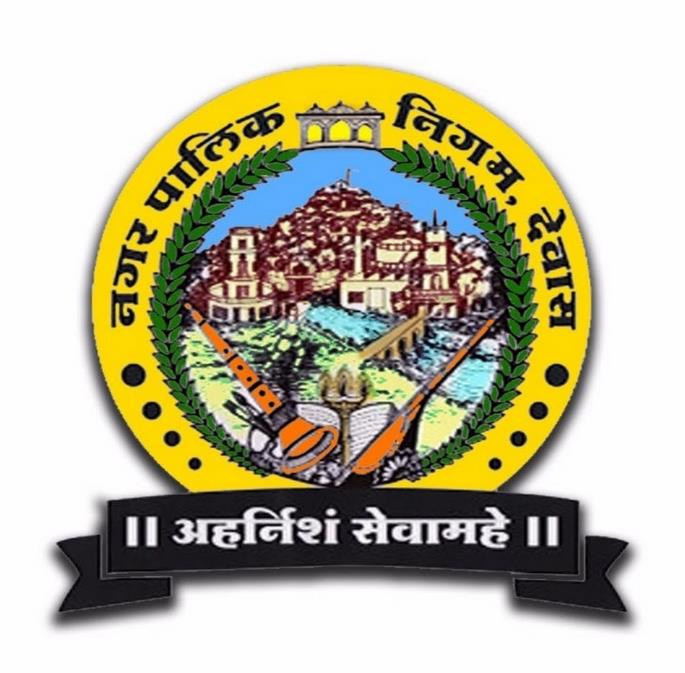 नगर पालिक निगम, देवास
॥ अहर्निशं सेवामहे ॥